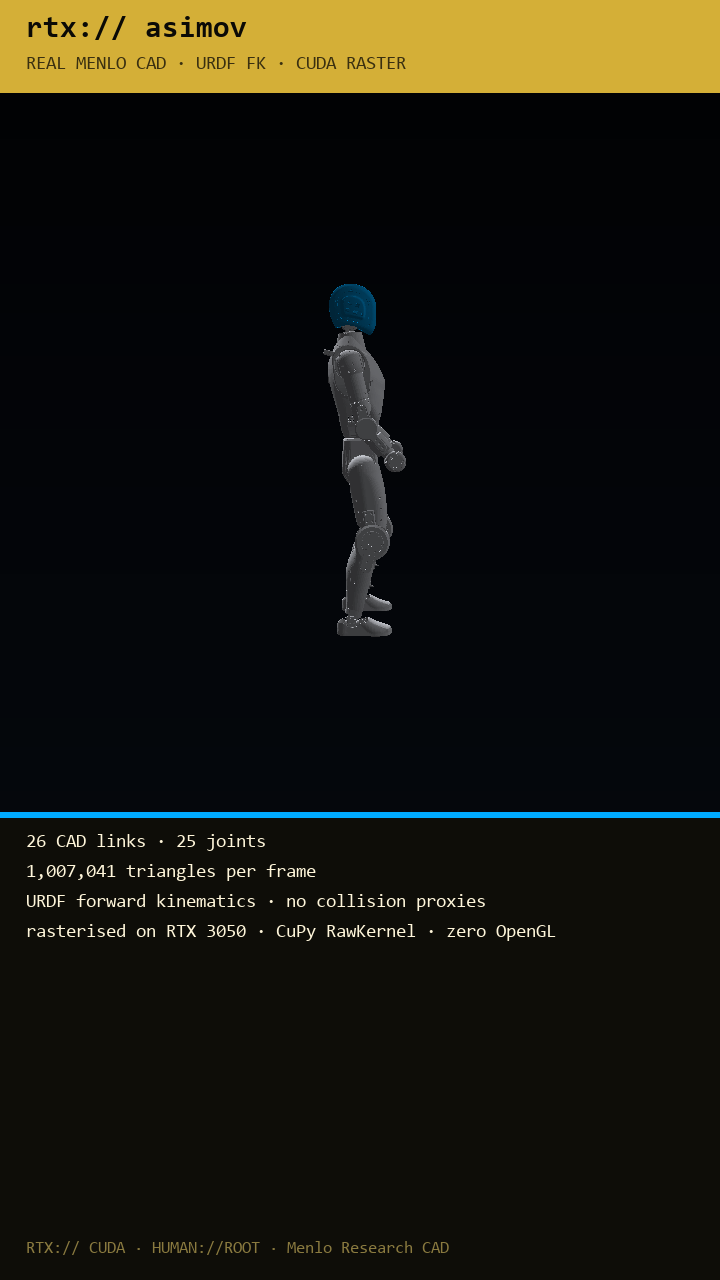 rtx:// asimov
REAL MENLO CAD · URDF FK · CUDA RASTER
26 CAD links · 25 joints
1,007,041 triangles per frame
URDF forward kinematics · no collision proxies
rasterised on RTX 3050 · CuPy RawKernel · zero OpenGL
RTX:// CUDA · HUMAN://ROOT · Menlo Research CAD